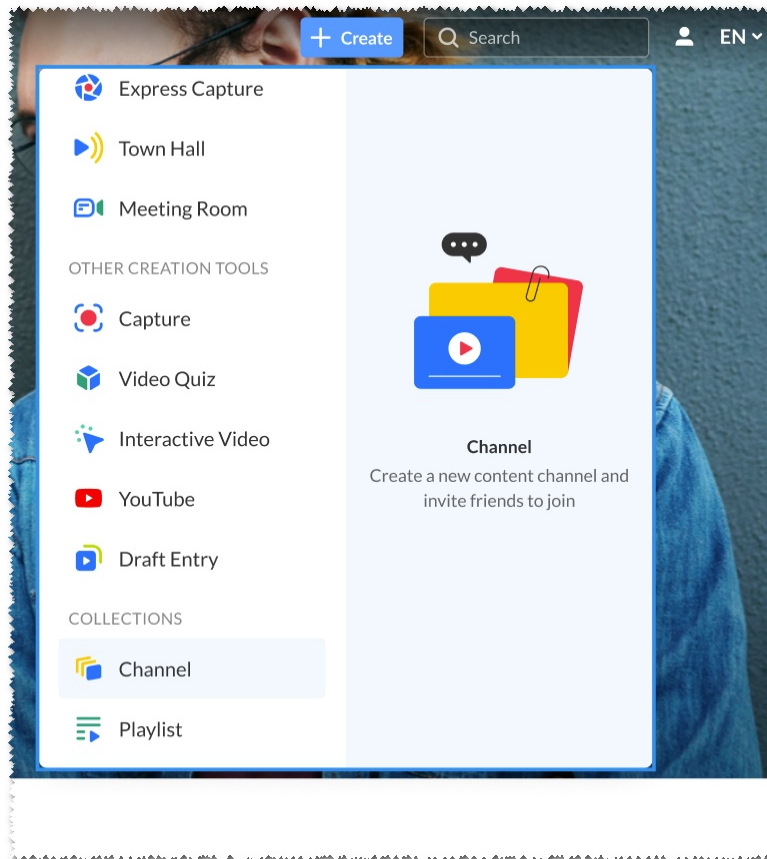 Create
Search
EN
Express Capture
Town Hall
Meeting Room
OTHER CREATION TOOLS
Capture
Video Quiz
Interactive Video
YouTube
Draft Entry
COLLECTIONS
Channel
Playlist
Channel
Create a new content channel and
invite friends to join